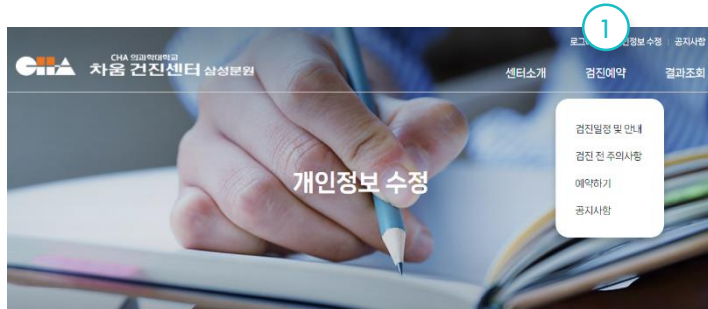 1
인정보 수정 | 공지사항
CHA 의과학대학교
차움 건진센터 삼성분원
센터소개 검진예약 결과조회
검진일정 및 안내
검진 전 주의사항
예약하기
공지사항
개인정보 수정